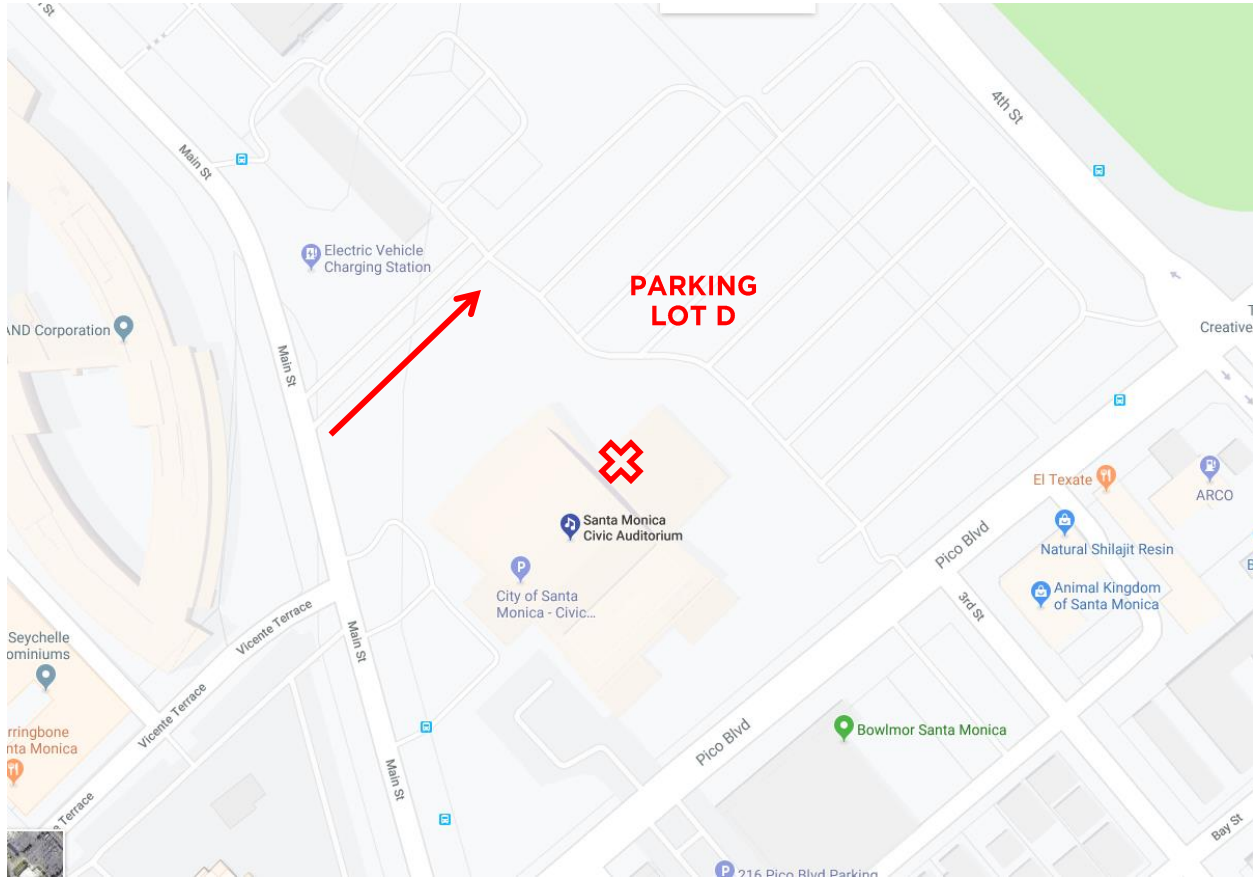 St
Main St
4th St
Electric Vehicle
Charging Station
PARKING
LOT D
AND Corporation
Creative
Main St
El Texate
ARCO
Santa Monica
Civic Auditorium
Pico Blvd
Natural Shilajit Resin
City of Santa
Monica - Civic...
Animal Kingdom
of Santa Monica
3rd St
Vicente Terrace
Main St
Seychelle
ominiums
Vicente Terrace
rringbone
nta Monica
Pico Blvd
Bowlmor Santa Monica
Main St
Terrace
Bay St
216 Pico Blvd Parking